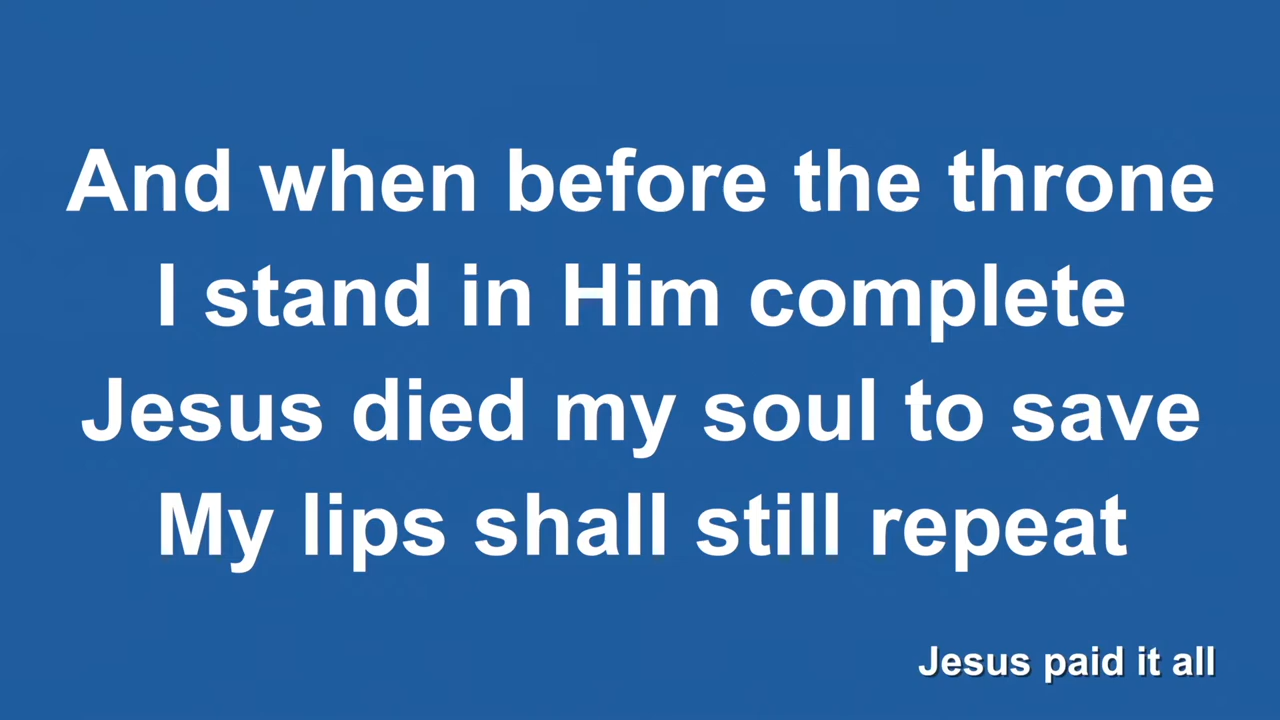 And when before the throne
I stand in Him complete
Jesus died my soul to save
My lips shall still repeat
Jesus paid it all